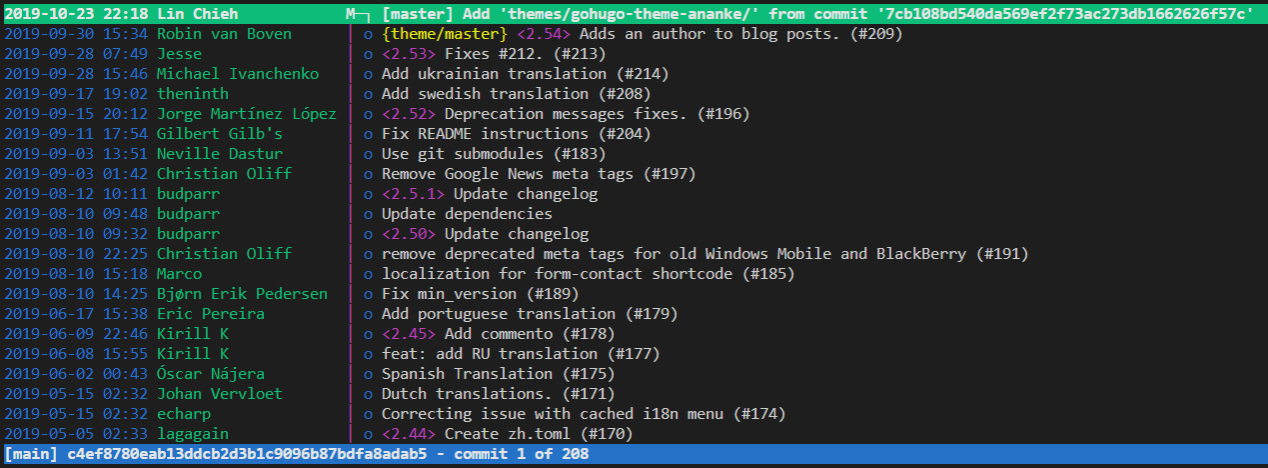 2019-10-23 22:18 Lin Chieh M─┐ [master] Add 'themes/gohugo-theme-ananke/' from commit '7cb108bd540da569ef2f73ac273db1662626f57c'
2019-09-30 15:34 Robin van Boven │ o {theme/master} <2.54> Adds an author to blog posts. (#209)
2019-09-28 07:49 Jesse │ o <2.53> Fixes #212. (#213)
2019-09-28 15:46 Michael Ivanchenko │ o Add ukrainian translation (#214)
2019-09-17 19:02 theninth │ o Add swedish translation (#208)
2019-09-15 20:12 Jorge Martínez López │ o <2.52> Deprecation messages fixes. (#196)
2019-09-11 17:54 Gilbert Gilb's │ o Fix README instructions (#204)
2019-09-03 13:51 Neville Dastur │ o Use git submodules (#183)
2019-09-03 01:42 Christian Oliff │ o Remove Google News meta tags (#197)
2019-08-12 10:11 budparr │ o <2.5.1> Update changelog
2019-08-10 09:48 budparr │ o Update dependencies
2019-08-10 09:32 budparr │ o <2.50> Update changelog
2019-08-10 22:25 Christian Oliff │ o remove deprecated meta tags for old Windows Mobile and BlackBerry (#191)
2019-08-10 15:18 Marco │ o localization for form-contact shortcode (#185)
2019-08-10 14:25 Bjørn Erik Pedersen │ o Fix min_version (#189)
2019-06-17 15:38 Eric Pereira │ o Add portuguese translation (#179)
2019-06-09 22:46 Kirill K │ o <2.45> Add commento (#178)
2019-06-08 15:55 Kirill K │ o feat: add RU translation (#177)
2019-06-02 00:43 Óscar Nájera │ o Spanish Translation (#175)
2019-05-15 02:32 Johan Vervloet │ o Dutch translations. (#171)
2019-05-15 02:32 echarp │ o Correcting issue with cached i18n menu (#174)
2019-05-05 02:33 lagagain │ o <2.44> Create zh.toml (#170)
[main] c4ef8780eab13ddcb2d3b1c9096b87bdfa8adab5 - commit 1 of 208